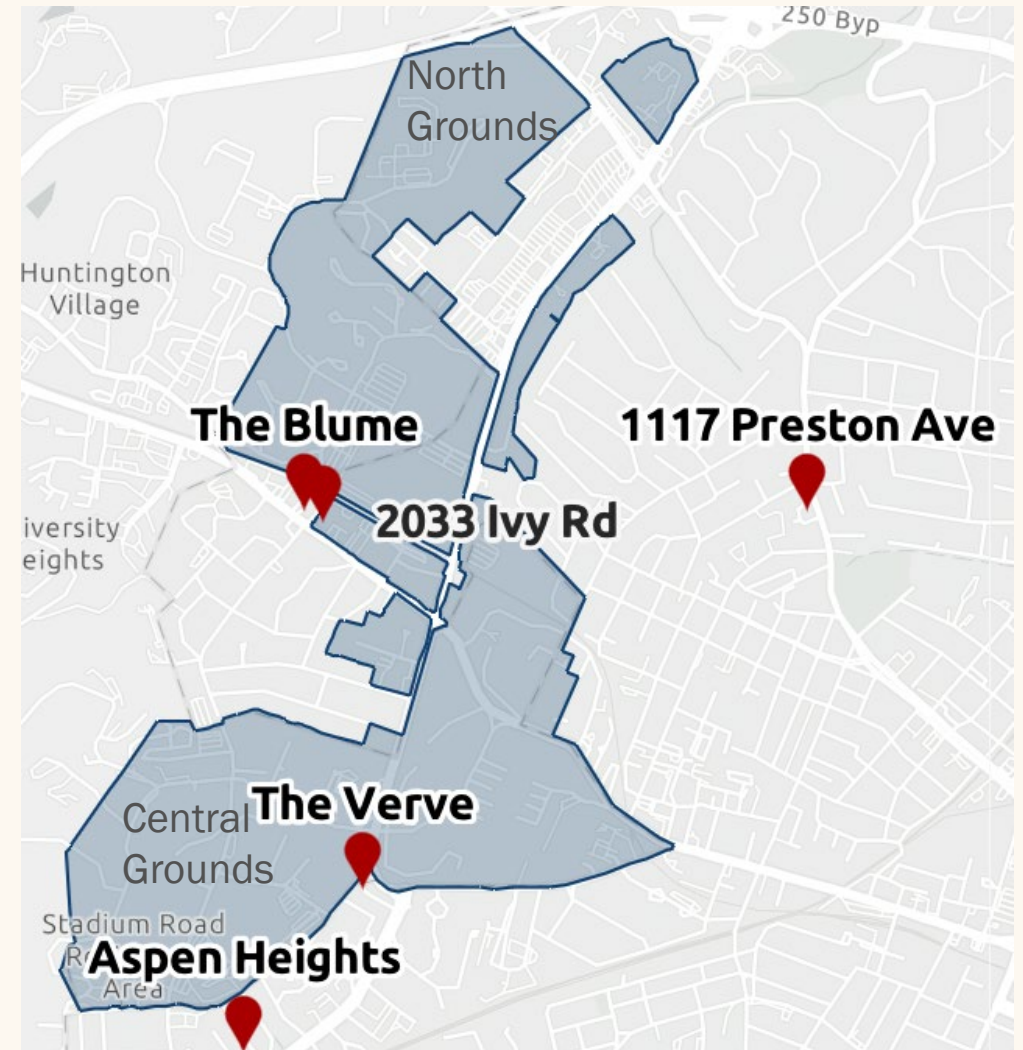 250 Byp
North
Grounds
Huntington
Village
The Blume
1117 Preston Ave
2033 Ivy Rd
iversity
eights
The Verve
Central
Grounds
Stadium Road
Aspen Heights
Area